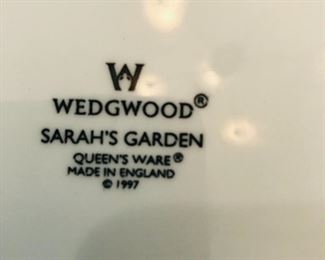 W
WEDGWOOD®
SARAH'S GARDEN
QUEEN'S WARE®
MADE IN ENGLAND
© 1997